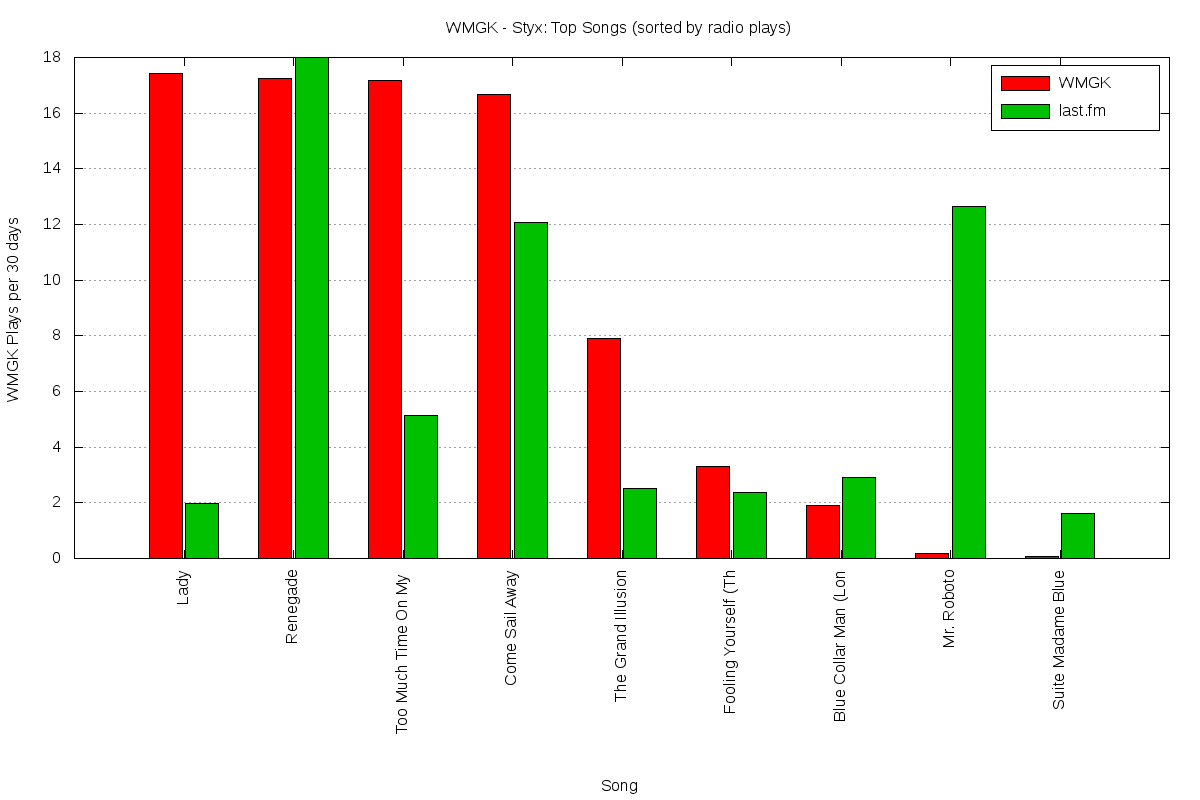 WMGK - Styx: Top Songs (sorted by radio plays)
WMGK
last.fm
WMGK Plays per 30 days
18
16
14
12
10
8
6
4
2
0
Lady
Renegade
Too Much Time On My
Come Sail Away
The Grand Illusion
Fooling Yourself (Th
Blue Collar Man (Lon
Mr. Roboto
Suite Madame Blue
Song